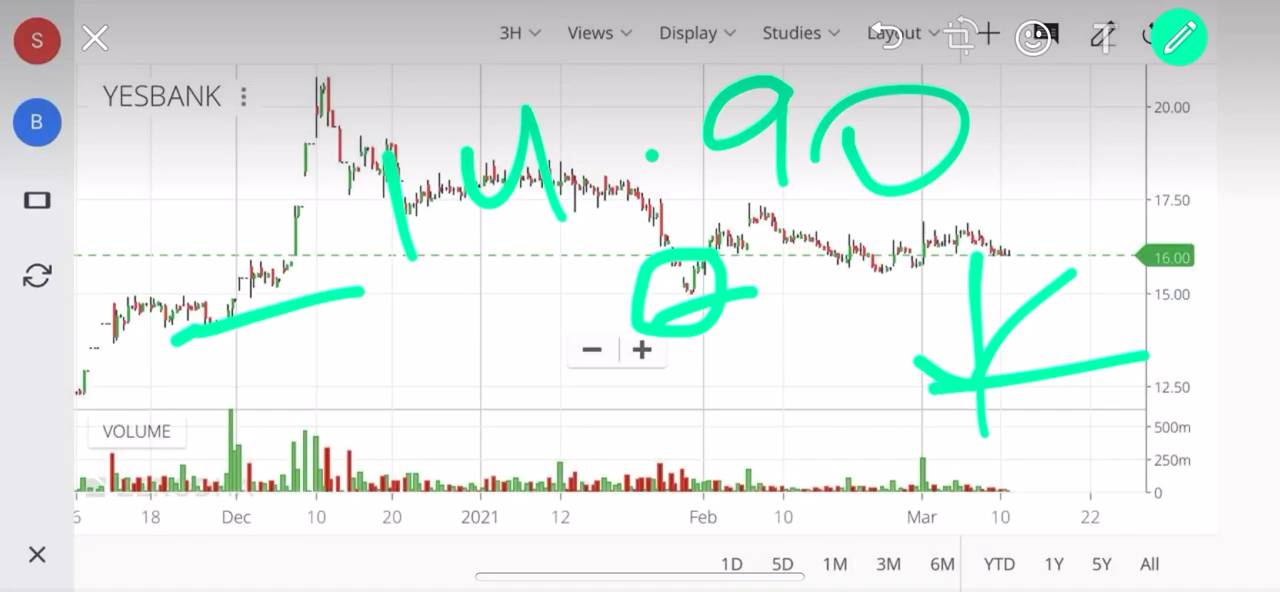 S
3H Views Display Studies Layout
B
YESBANK
14.90
20.00
17.50
16.00
15.00
12.50
K
VOLUME
500m
250m
0
18 Dec 10 20 2021 12 Feb 10 Mar 10 22
1D 5D 1M 3M 6M YTD 1Y 5Y All